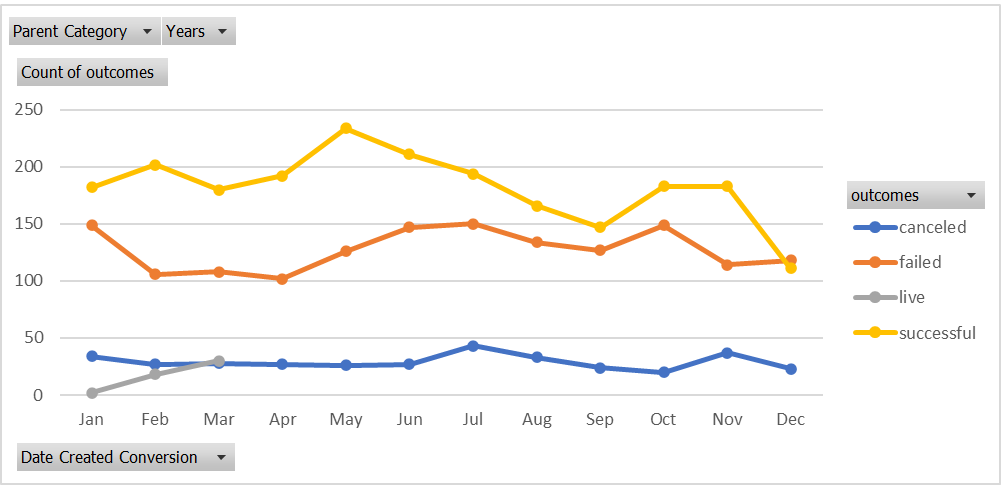 Parent Category Years
Count of outcomes
250
200
150
100
50
0
Jan Feb Mar Apr May Jun Jul Aug Sep Oct Nov Dec
outcomes
canceled
failed
live
successful
Date Created Conversion